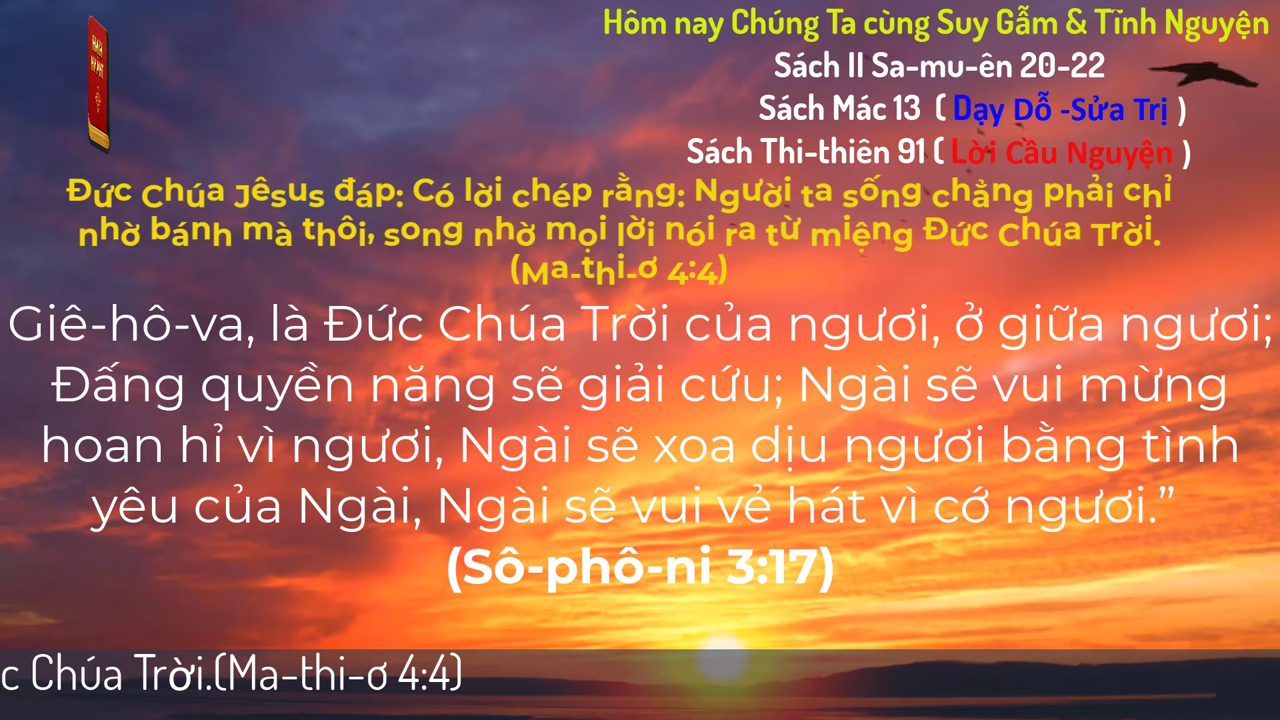 Hôm nay Chúng Ta cùng Suy Gẫm & Tĩnh Nguyện
Sách II Sa-mu-ên 20-22
Sách Mác 13 ( Dạy Dỗ -Sửa Trị )
Sách Thi-thiên 91 ( Lời Cầu Nguyện )
Đức Chúa Jêsus đáp: Có lời chép rằng: Người ta sống chẳng phải chỉ
nhờ bánh mà thôi, song nhờ mọi lời nói ra từ miệng Đức Chúa Trời.
(Ma-thi-ơ 4:4)
Giê-hô-va, là Đức Chúa Trời của ngươi, ở giữa ngươi;
Đấng quyền năng sẽ giải cứu; Ngài sẽ vui mừng
hoan hỉ vì ngươi, Ngài sẽ xoa dịu ngươi bằng tình
yêu của Ngài, Ngài sẽ vui vẻ hát vì cớ ngươi.”
(Sô-phô-ni 3:17)
c Chúa Trời.(Ma-thi-ơ 4:4)